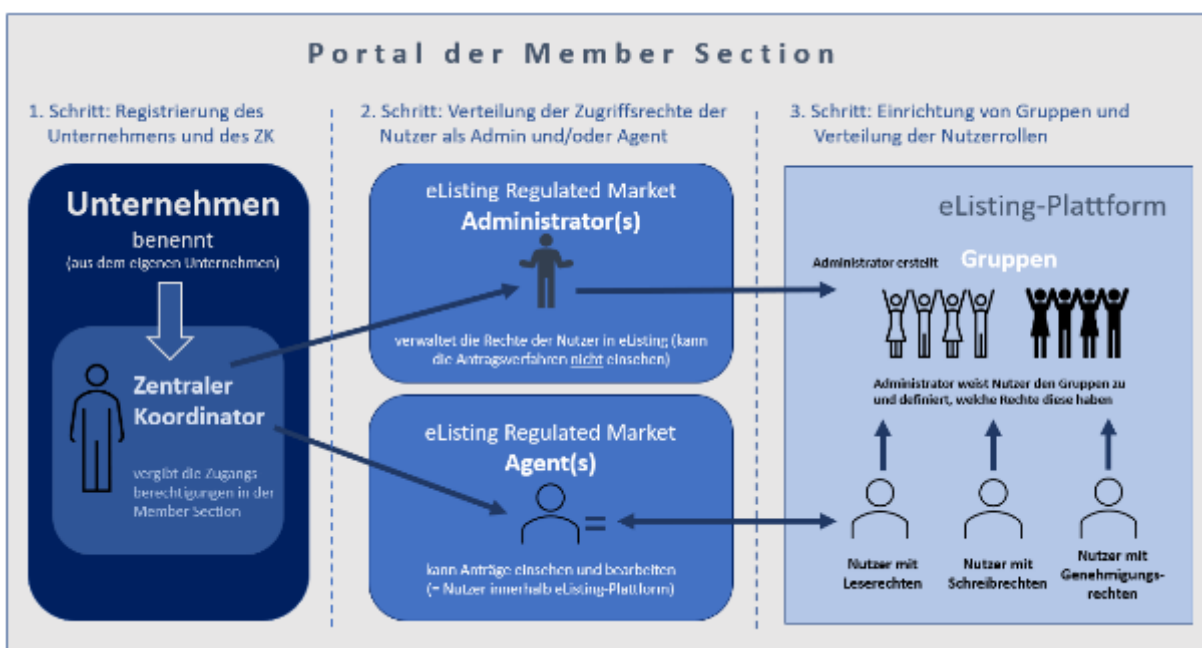 Portal der Member Section
1. Schritt: Registrierung des
Unternehmens und des ZK
Unternehmen
benennt
(aus dem eigenen Unternehmen)
Zentraler
Koordinator
vergibt die Zugangs
berechtigungen in der
Member Section
2. Schritt: Verteilung der Zugriffsrechte der
Nutzer als Admin und/oder Agent
eListing Regulated Market
Administrator(s)
verwaltet die Rechte der Nutzer in eListing (kann
die Antragsverfahren nicht einsehen)
eListing Regulated Market
Agent(s)
=
kann Anträge einsehen und bearbeiten
(= Nutzer innerhalb eListing-Plattform)
3. Schritt: Einrichtung von Gruppen und
Verteilung der Nutzerrollen
eListing-Plattform
Administrator erstellt Gruppen
Administrator weist Nutzer den Gruppen zu
und definiert, welche Rechte diese haben
Nutzer mit
Leserechten
Nutzer mit
Schreibrechten
Nutzer mit
Genehmigungs-
rechten